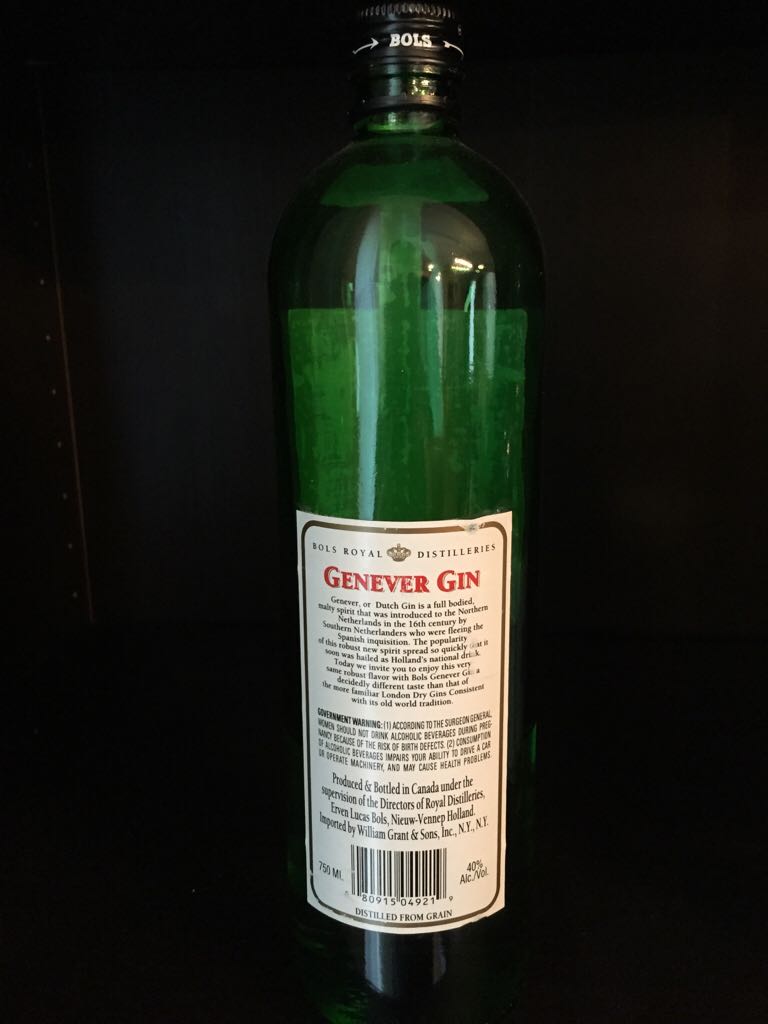 BOLS
BOLS ROYAL DISTILLERIES
GENEVER GIN
Genever, or Dutch Gin is a full bodied,
malty spirit that was introduced to the Northern
Netherlands in the 16th century by
Southern Netherlanders who were fleeing the
Spanish inquisition. The popularity
of this robust new spirit spread so quickly that it
soon was hailed as Holland's national drink.
Today we invite you to enjoy this very
same robust flavor with Bols Genever Gin a
decidedly different taste than that of
the more familiar London Dry Gins Consistent
with its old world tradition.
GOVERNMENT WARNING: (1) ACCORDING TO THE SURGEON GENERAL,
WOMEN SHOULD NOT DRINK ALCOHOLIC BEVERAGES DURING PREG-
NANCY BECAUSE OF THE RISK OF BIRTH DEFECTS. (2) CONSUMPTION
OF ALCOHOLIC BEVERAGES IMPAIRS YOUR ABILITY TO DRIVE A CAR
OR OPERATE MACHINERY, AND MAY CAUSE HEALTH PROBLEMS.
Produced & Bottled in Canada under the
supervision of the Directors of Royal Distilleries,
Erven Lucas Bols, Nieuw-Vennep Holland.
Imported by William Grant & Sons, Inc., N.Y., N.Y.
750 ML.
40%
Alc./Vol.
80915 04921 9
DISTILLED FROM GRAIN